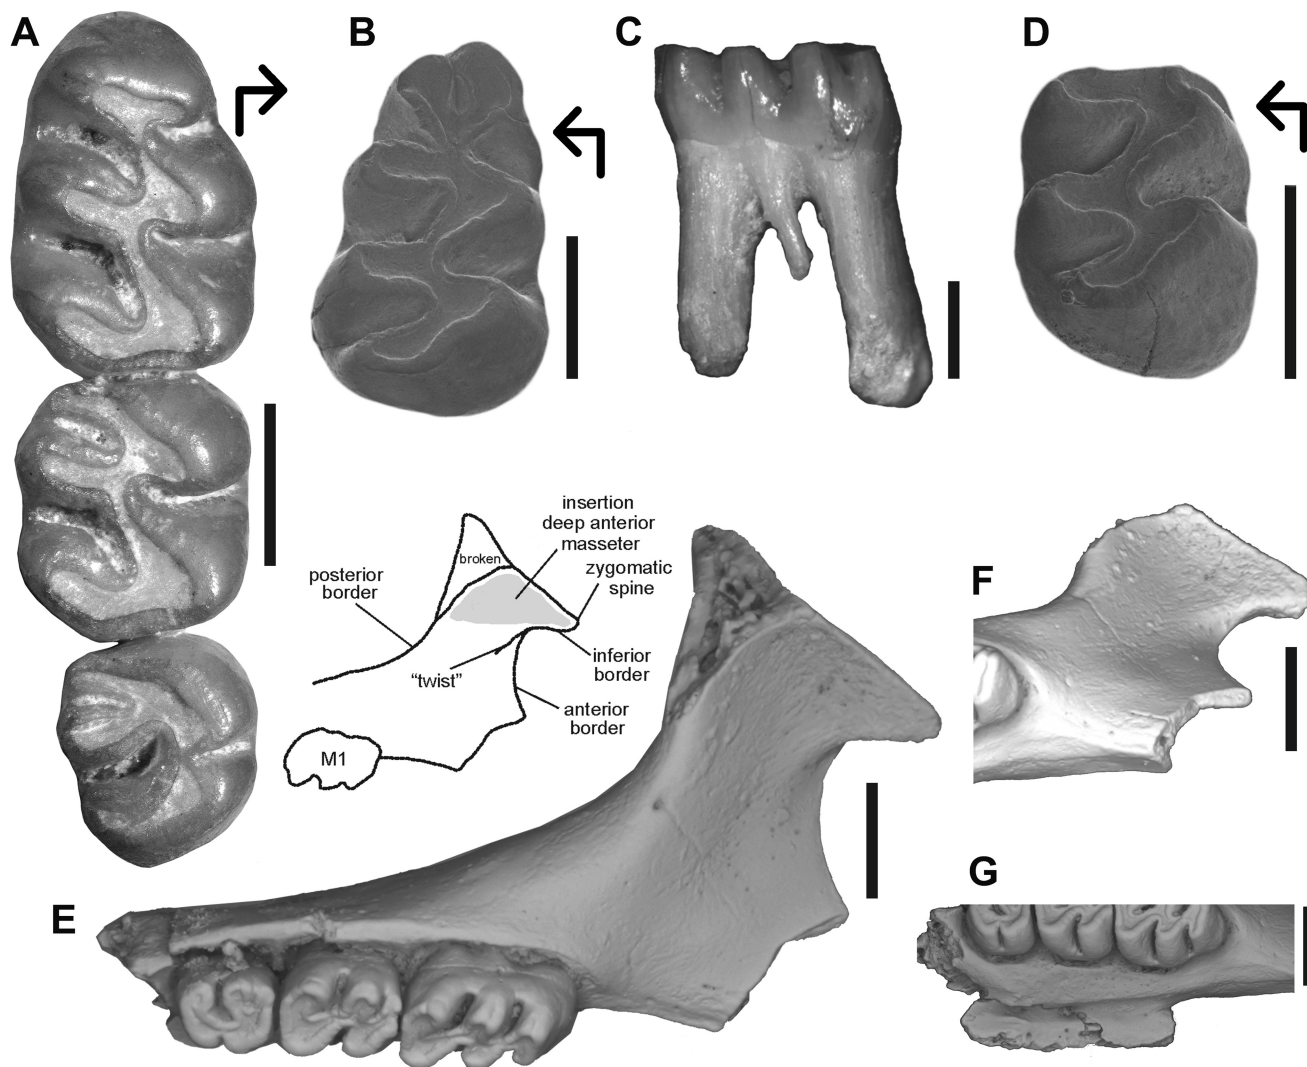 A
B
C
D
insertion
deep anterior
masseter
broken
zygomatic
spine
posterior
border
"twist"
inferior
border
anterior
border
M1
F
E
G